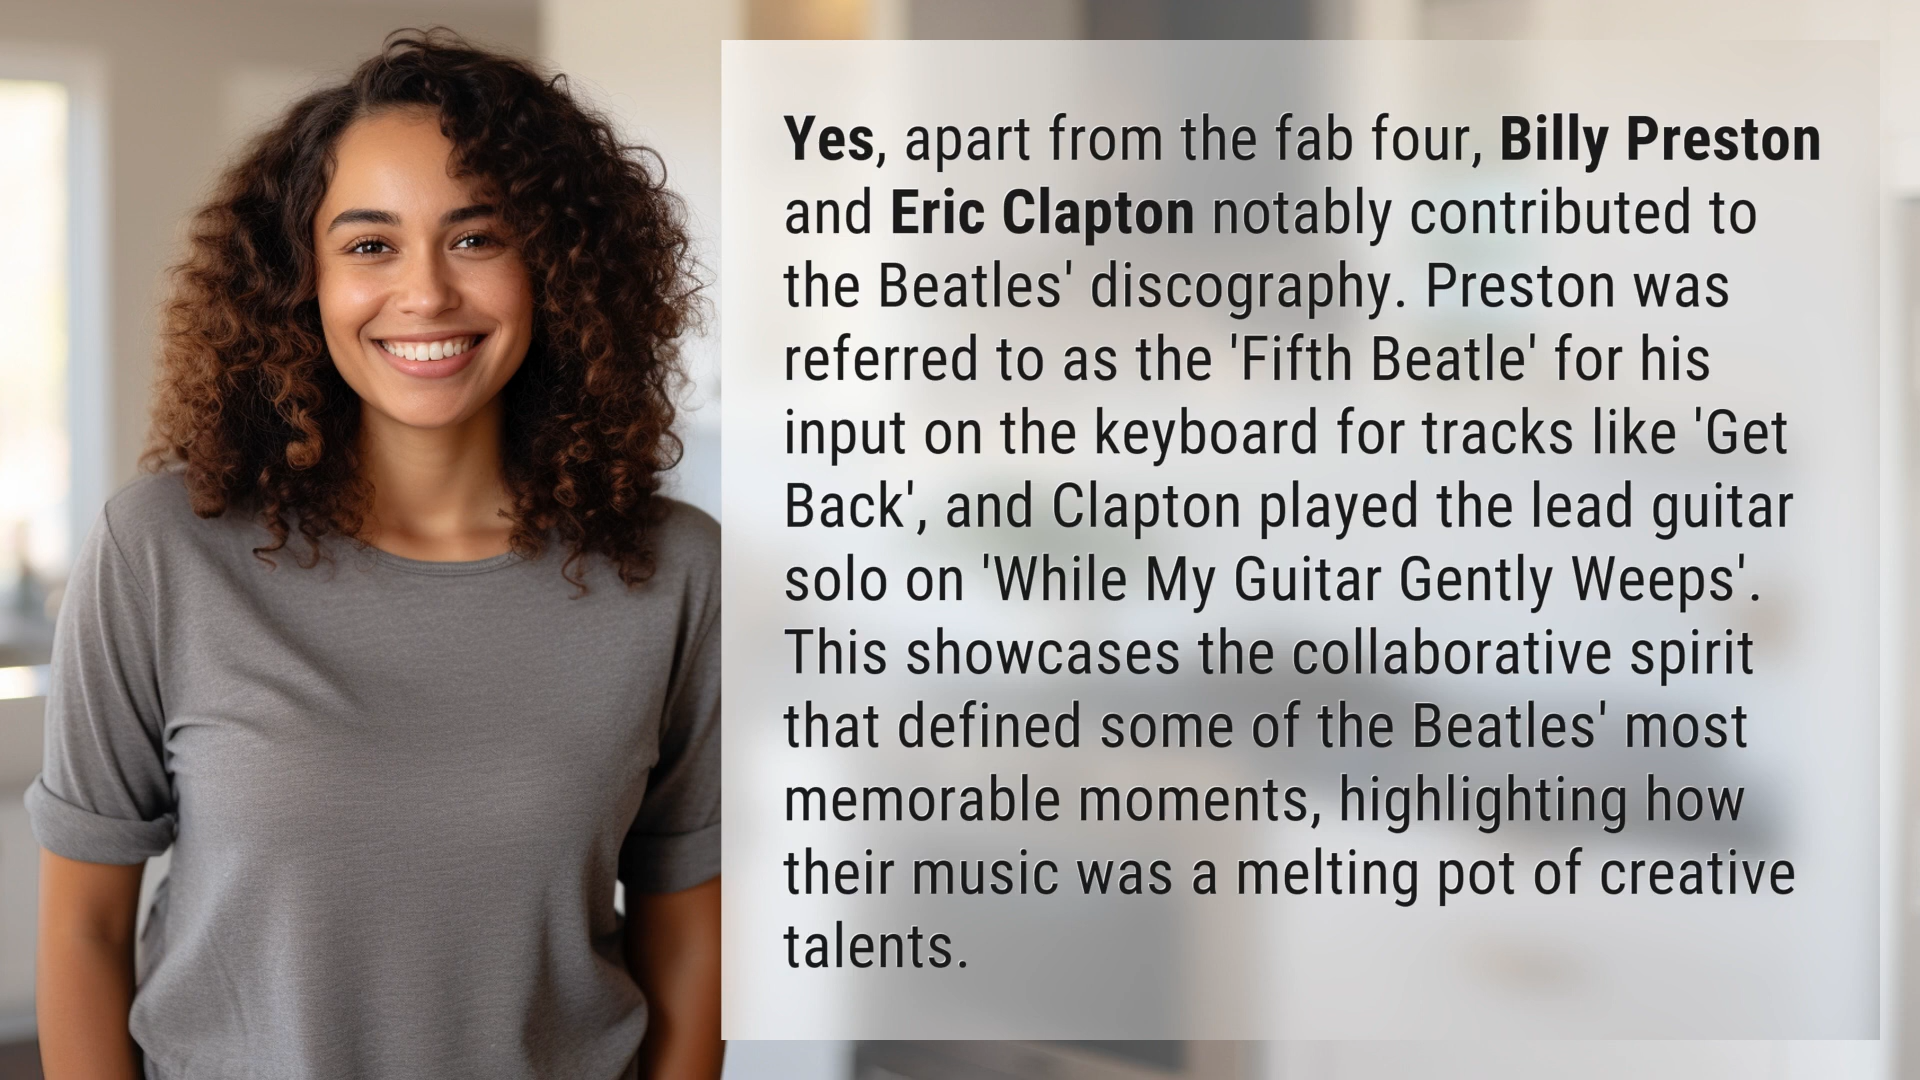 Yes, apart from the fab four, Billy Preston
and Eric Clapton notably contributed to
the Beatles' discography. Preston was
referred to as the 'Fifth Beatle' for his
input on the keyboard for tracks like 'Get
Back', and Clapton played the lead guitar
solo on 'While My Guitar Gently Weeps'.
This showcases the collaborative spirit
that defined some of the Beatles' most
memorable moments, highlighting how
their music was a melting pot of creative
talents.